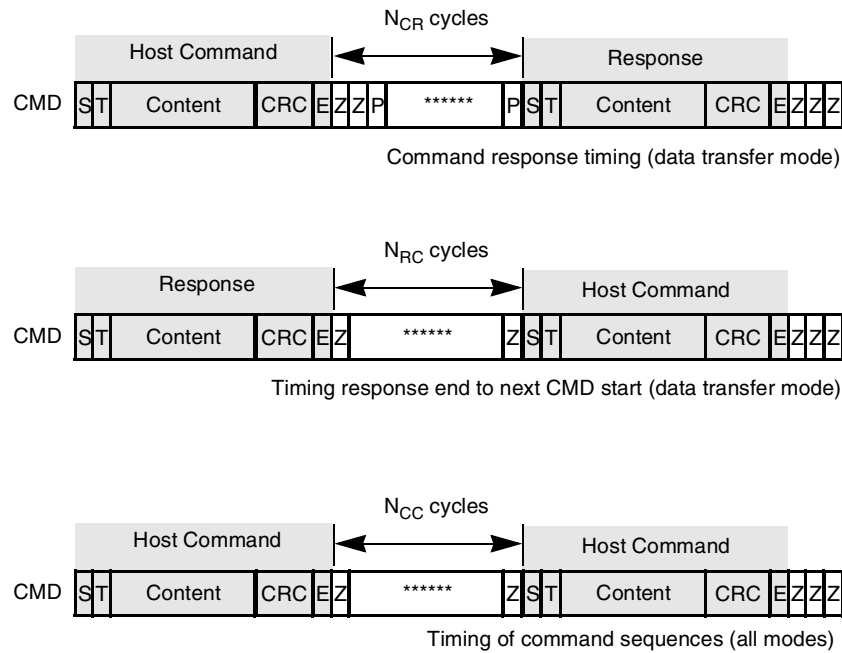 N_CR cycles
Host Command Response
CMD S T Content CRC E Z Z P ****** P S T Content CRC E Z Z Z
Command response timing (data transfer mode)
N_RC cycles
Response Host Command
CMD S T Content CRC E Z ****** Z S T Content CRC E Z Z Z
Timing response end to next CMD start (data transfer mode)
N_CC cycles
Host Command Host Command
CMD S T Content CRC E Z ****** Z S T Content CRC E Z Z Z
Timing of command sequences (all modes)